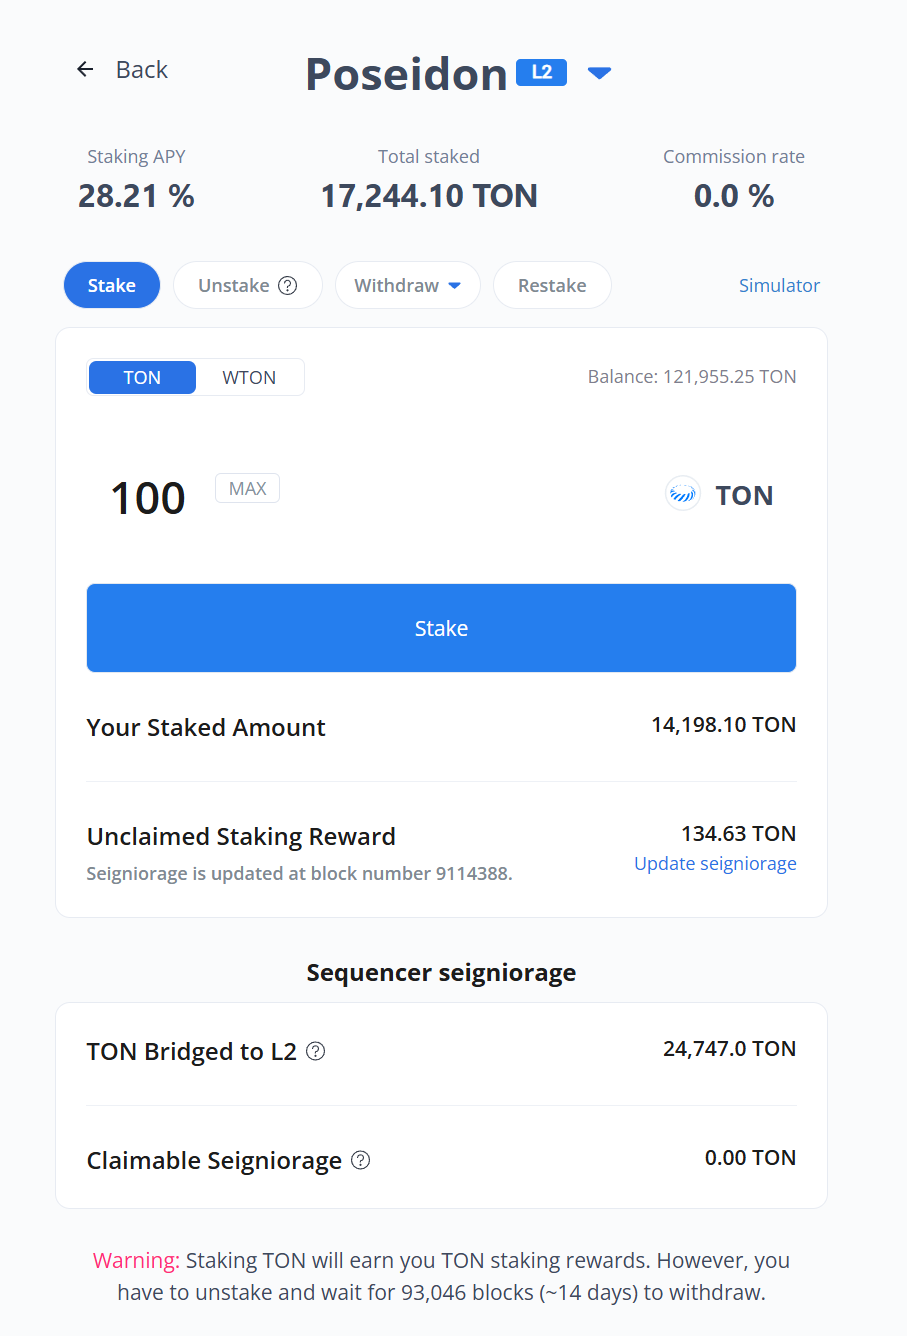 ← Back
Poseidon L2
Staking APY
28.21 %
Total staked
17,244.10 TON
Commission rate
0.0 %
Stake
Unstake ?
Withdraw
Restake
Simulator
TON
WTON
Balance: 121,955.25 TON
100
MAX
TON
Stake
Your Staked Amount
14,198.10 TON
Unclaimed Staking Reward
134.63 TON
Seigniorage is updated at block number 9114388.
Update seigniorage
Sequencer seigniorage
TON Bridged to L2 ?
24,747.0 TON
Claimable Seigniorage ?
0.00 TON
Warning: Staking TON will earn you TON staking rewards. However, you
have to unstake and wait for 93,046 blocks (~14 days) to withdraw.